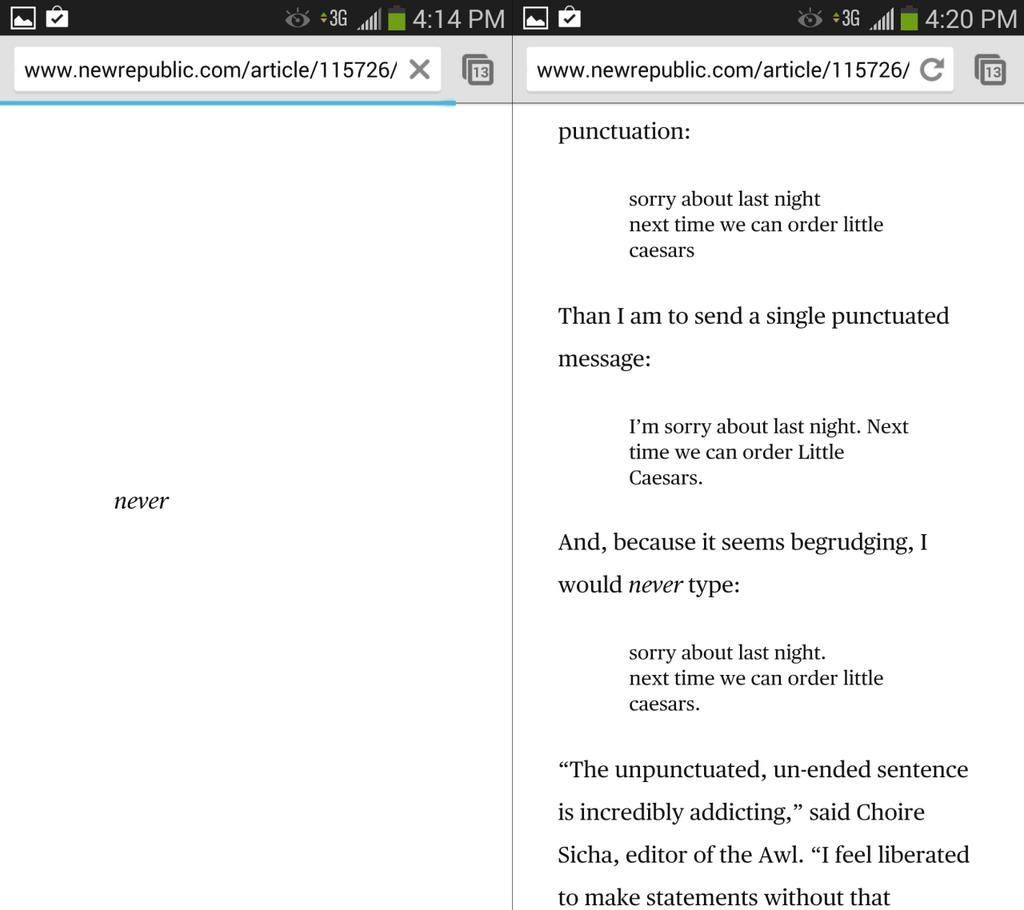 3G 4:14 PM
www.newrepublic.com/article/115726/
13
never
3G 4:20 PM
www.newrepublic.com/article/115726/
13
punctuation:
sorry about last night
next time we can order little
caesars
Than I am to send a single punctuated
message:
I’m sorry about last night. Next
time we can order Little
Caesars.
And, because it seems begrudging, I
would never type:
sorry about last night.
next time we can order little
caesars.
“The unpunctuated, un-ended sentence
is incredibly addicting,” said Choire
Sicha, editor of the Awl. “I feel liberated
to make statements without that